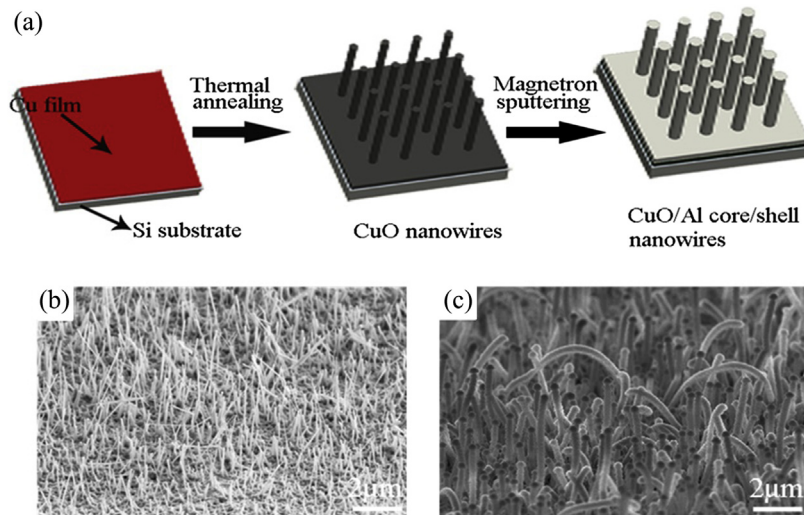 (a)
Cu film
Thermal
annealing
Magnetron
sputtering
Si substrate
CuO nanowires
CuO/Al core/shell
nanowires
(b)
2μm
(c)
2μm